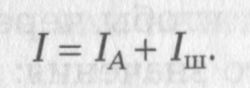 I = I_A + I_ш.